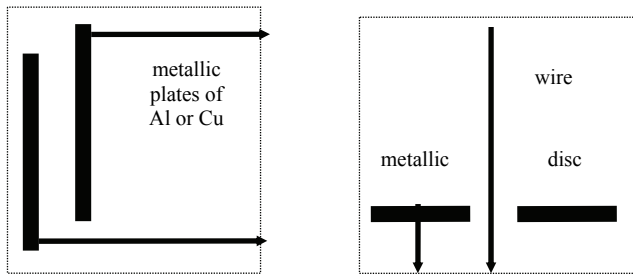 metallic
plates of
Al or Cu
wire
metallic disc